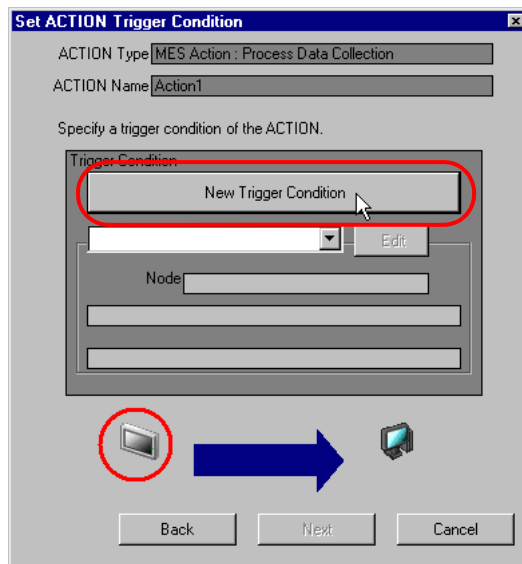 Set ACTION Trigger Condition
ACTION Type MES Action : Process Data Collection
ACTION Name Action1
Specify a trigger condition of the ACTION.
Trigger Condition
New Trigger Condition
Edit
Node
Back Next Cancel